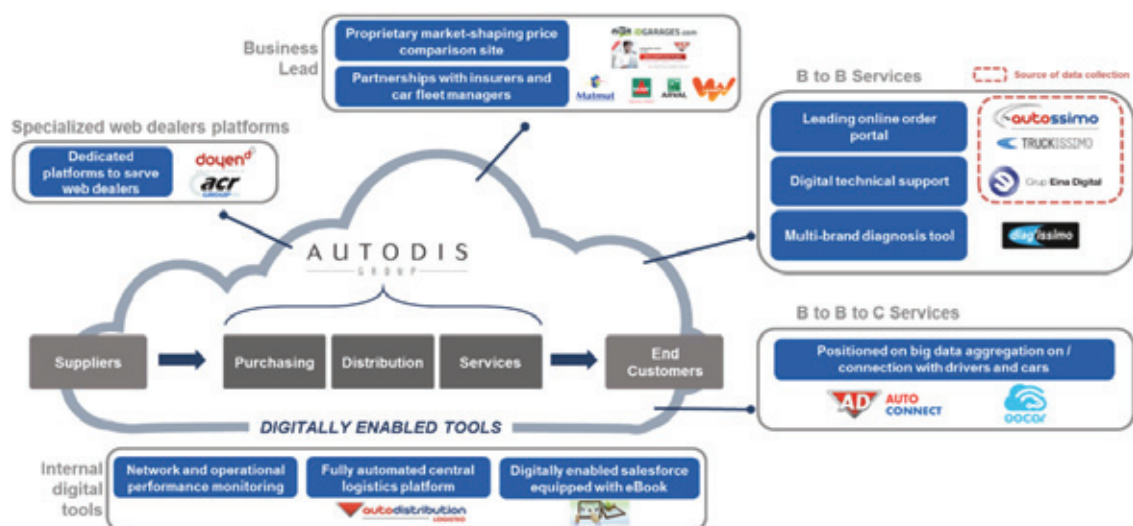 Business
Lead
Proprietary market-shaping price
comparison site
iDGARAGES.com
Partnerships with insurers and
car fleet managers
Matmut
ARVAL
Specialized web dealers platforms
Dedicated
platforms to serve
web dealers
doyen
acr
GROUP
B to B Services
Source of data collection
Leading online order
portal
autossimo
TRUCKISSIMO
Digital technical support
Grup Eina Digital
Multi-brand diagnosis tool
diagnissimo
AUTODIS
GROUP
Suppliers
Purchasing
Distribution
Services
End
Customers
DIGITALLY ENABLED TOOLS
B to B to C Services
Positioned on big data aggregation on /
connection with drivers and cars
AD
AUTO
CONNECT
oocar
Internal
digital
tools
Network and operational
performance monitoring
Fully automated central
logistics platform
autodistribution
LOGISTIC
Digitally enabled salesforce
equipped with eBook